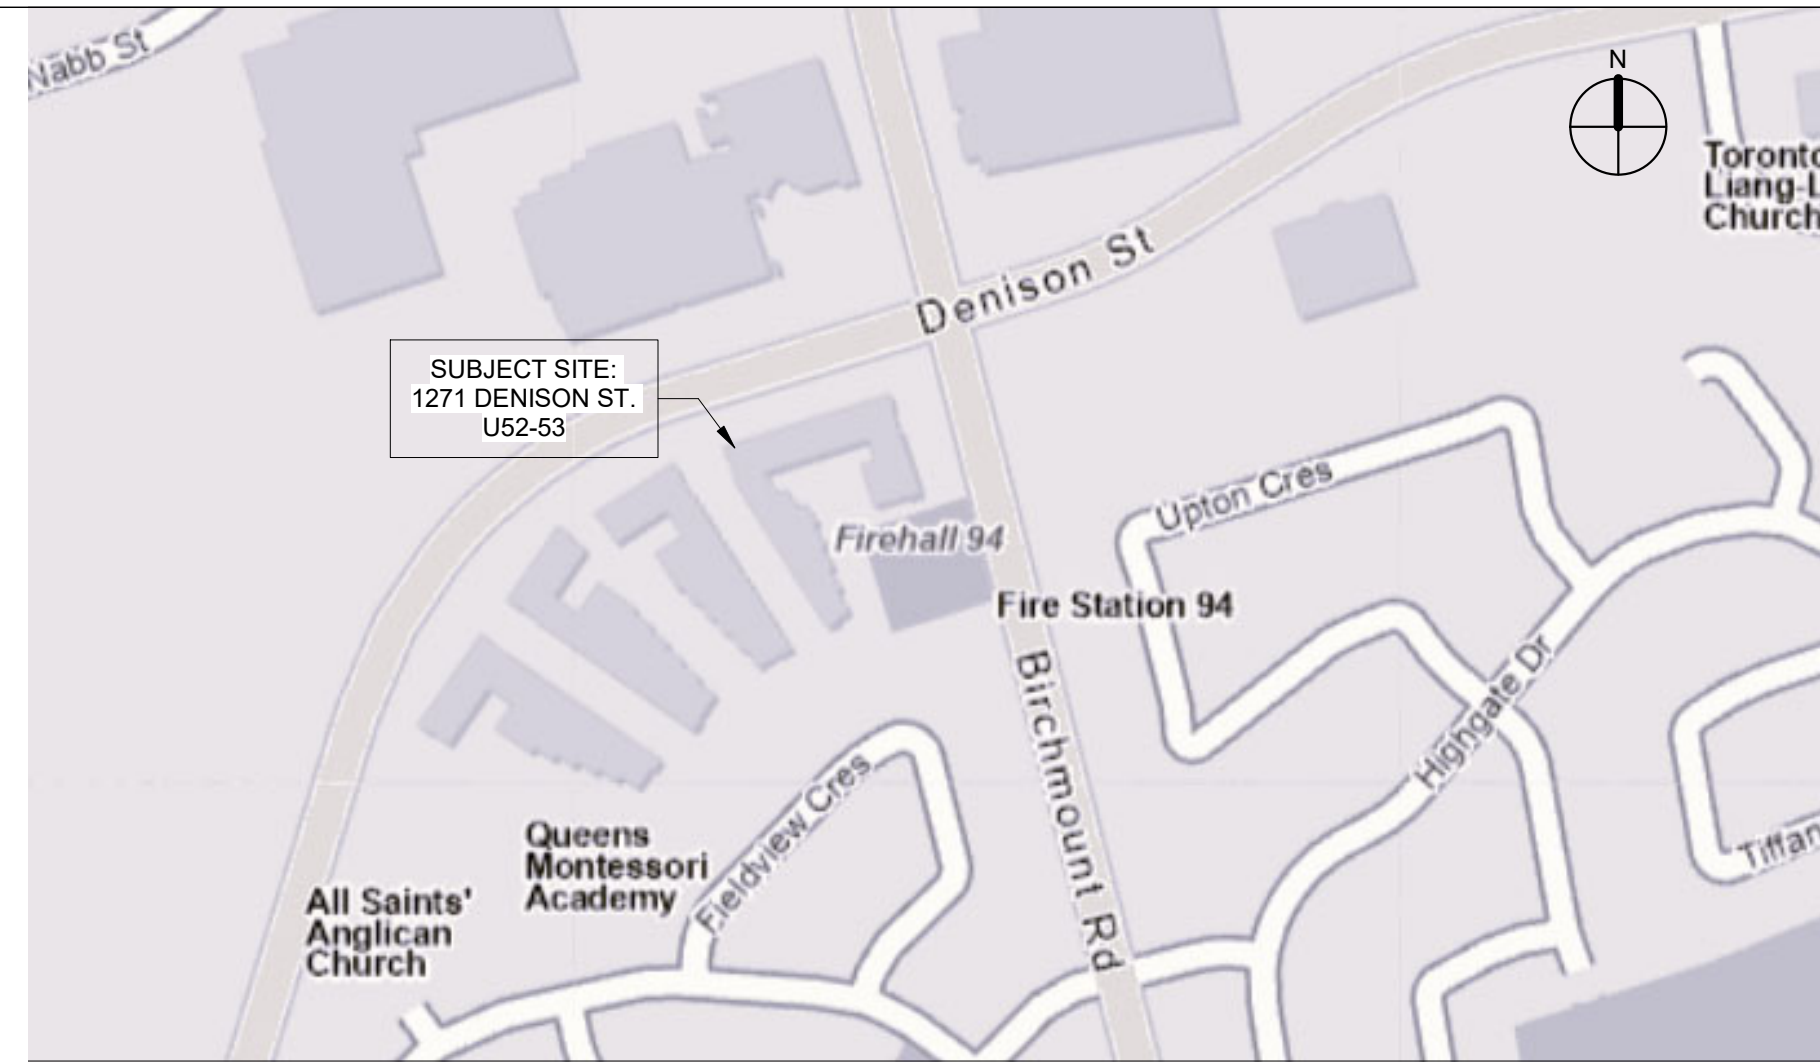 Nabb St
N
Toronto
Liang-L
Church
Denison St
SUBJECT SITE:
1271 DENISON ST.
U52-53
Upton Cres
Firehall 94
Fire Station 94
Birchmount Rd
Highgate Dr
Fieldview Cres
Tiffan
Queens
Montessori
Academy
All Saints'
Anglican
Church